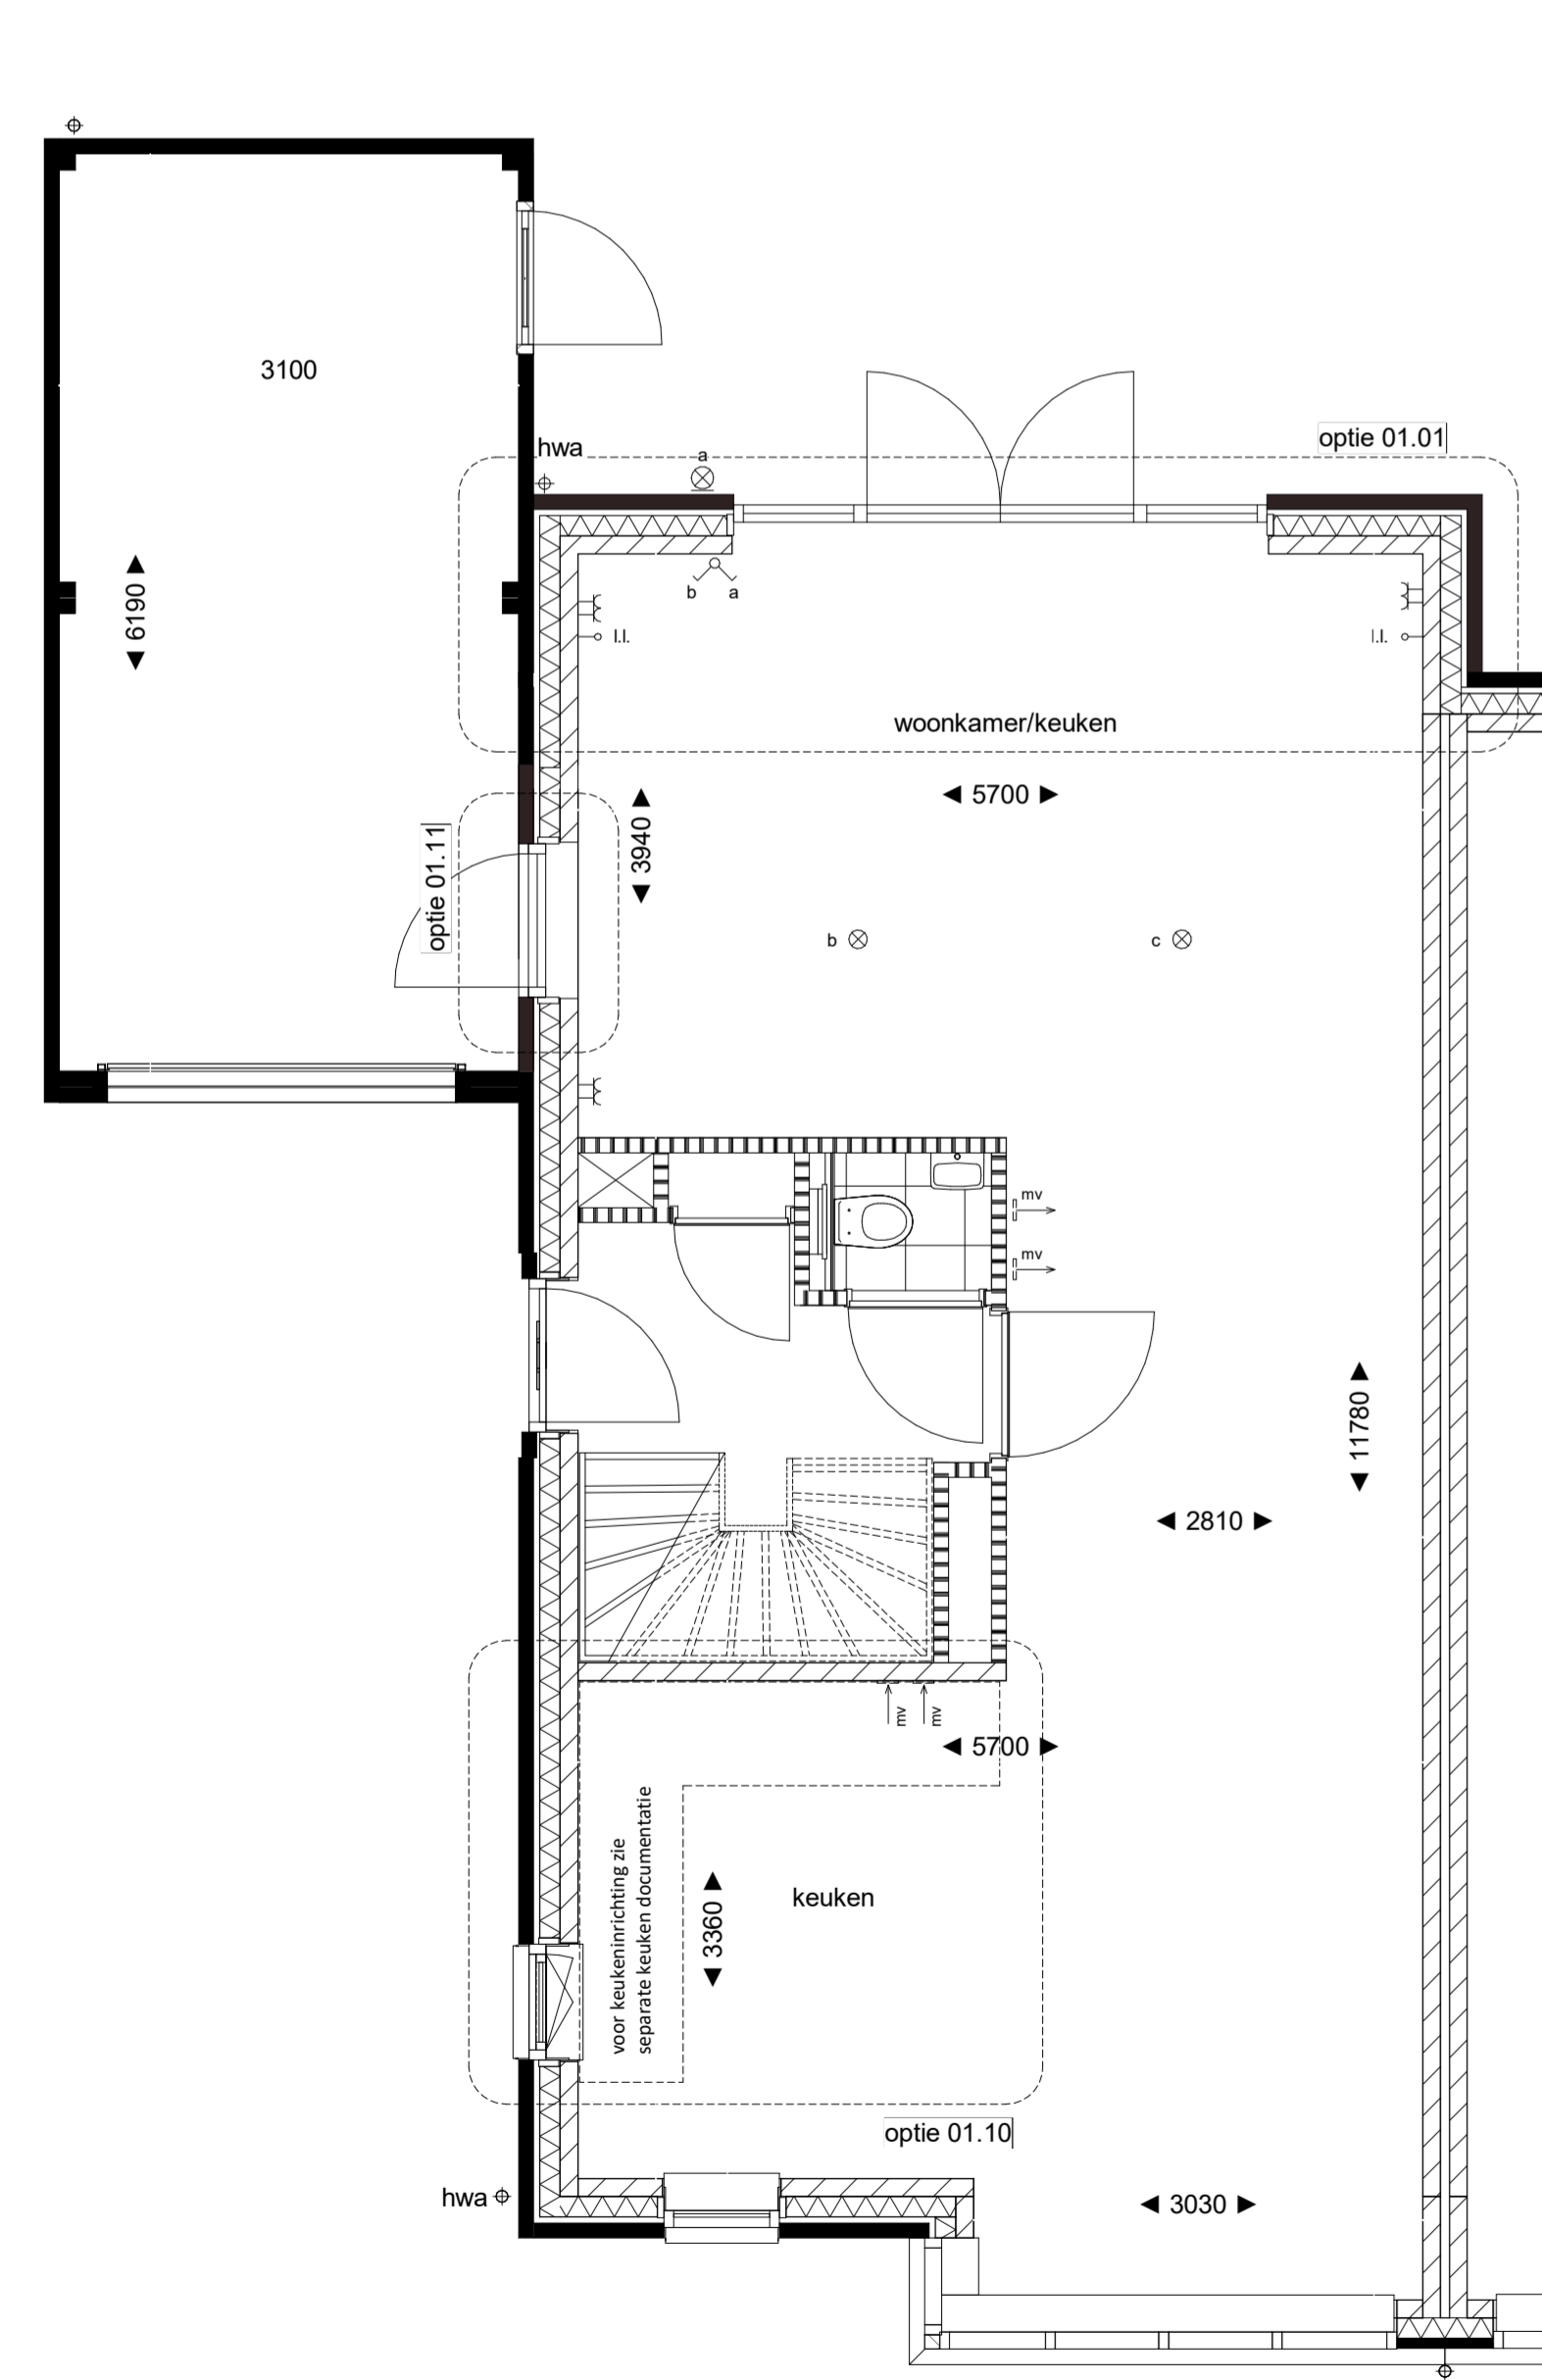 3100
hwa
a
optie 01.01
6190
b
a
l.l.
l.l.
woonkamer/keuken
5700
3940
optie 01.11
b
c
mv
mv
11780
2810
mv
mv
5700
voor keukeninrichting zie
separate keuken documentatie
3360
keuken
optie 01.10
hwa
3030